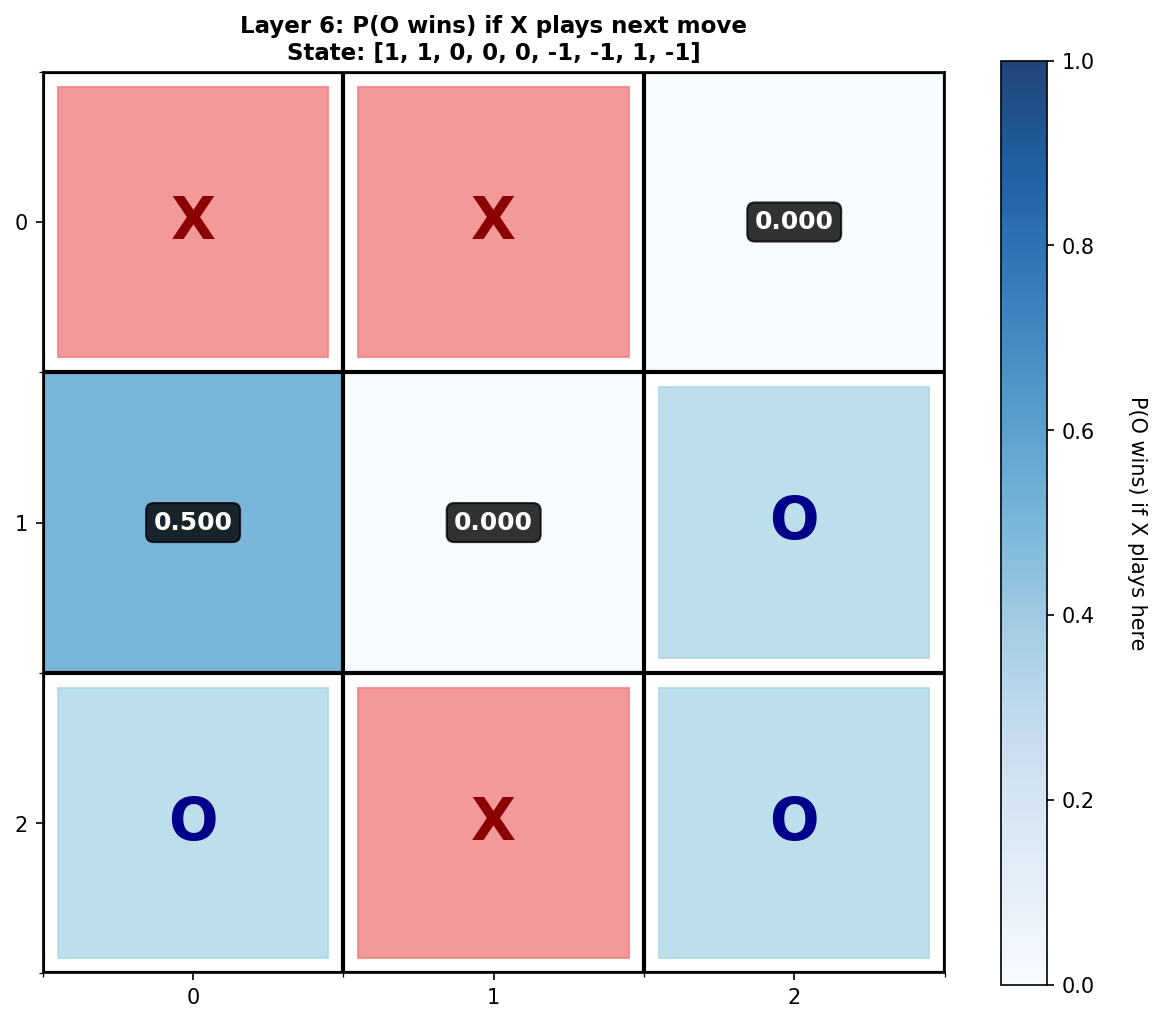 Layer 6: P(O wins) if X plays next move
State: [1, 1, 0, 0, 0, -1, -1, 1, -1]
X
X
0.000
0.500
0.000
O
O
X
O
0
1
2
0
1
2
1.0
0.8
0.6
0.4
0.2
0.0
P(O wins) if X plays here